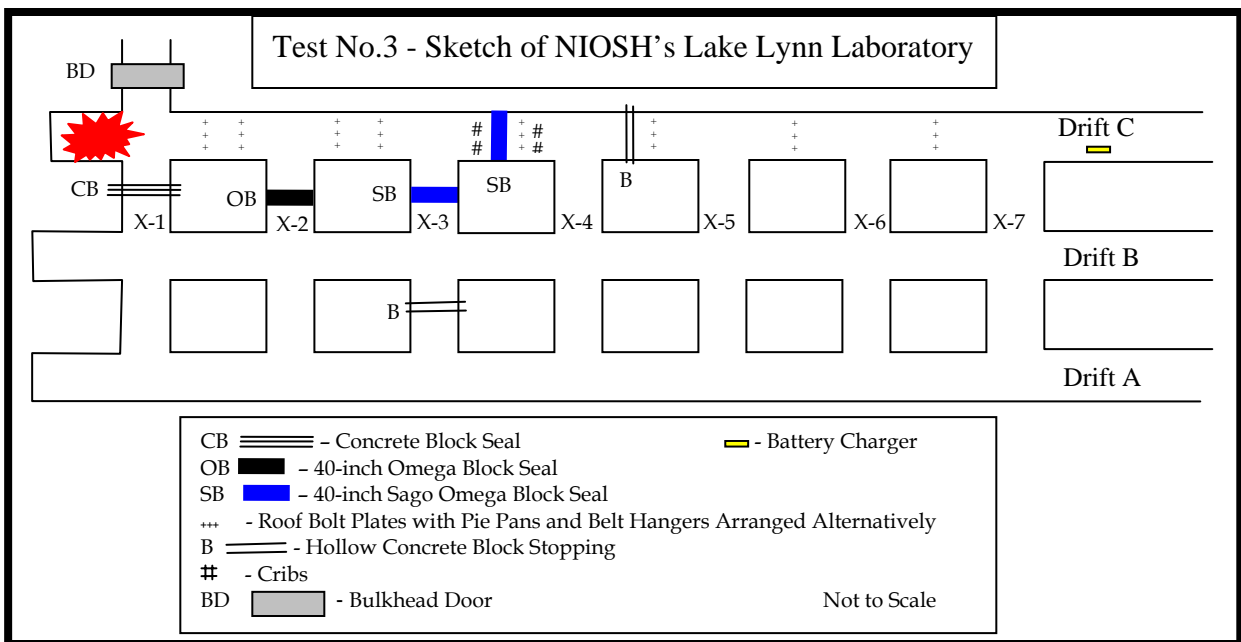 Test No.3 - Sketch of NIOSH's Lake Lynn Laboratory
BD
Drift C
CB
OB
SB
SB
B
X-1
X-2
X-3
X-4
X-5
X-6
X-7
Drift B
B
Drift A
CB – Concrete Block Seal
- Battery Charger
OB – 40-inch Omega Block Seal
SB – 40-inch Sago Omega Block Seal
+++ - Roof Bolt Plates with Pie Pans and Belt Hangers Arranged Alternatively
B - Hollow Concrete Block Stopping
# - Cribs
BD - Bulkhead Door
Not to Scale